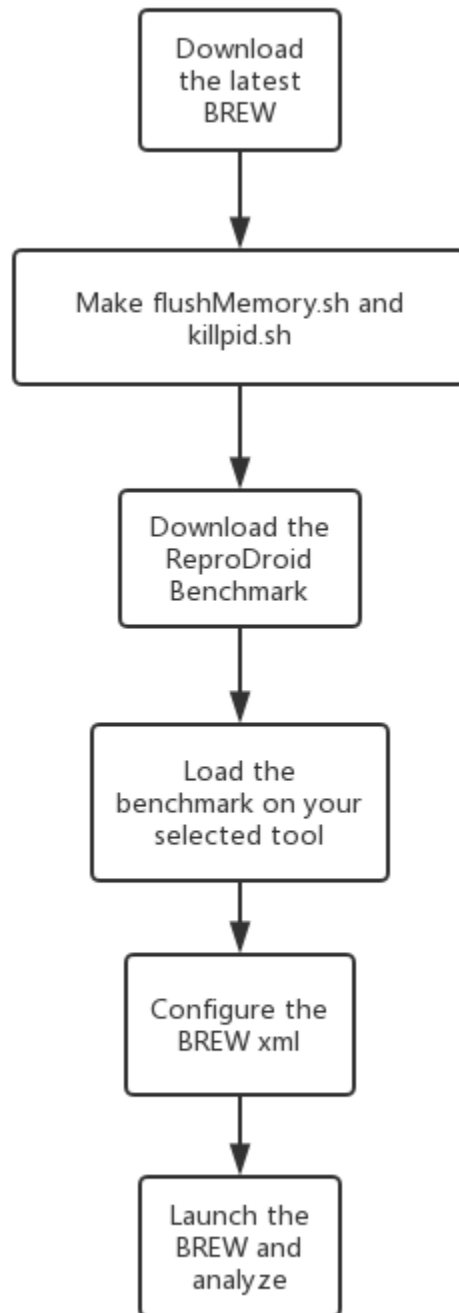 Download
the latest
BREW
Make flushMemory.sh and
killpid.sh
Download the
ReproDroid
Benchmark
Load the
benchmark on your
selected tool
Configure the
BREW xml
Launch the
BREW and
analyze